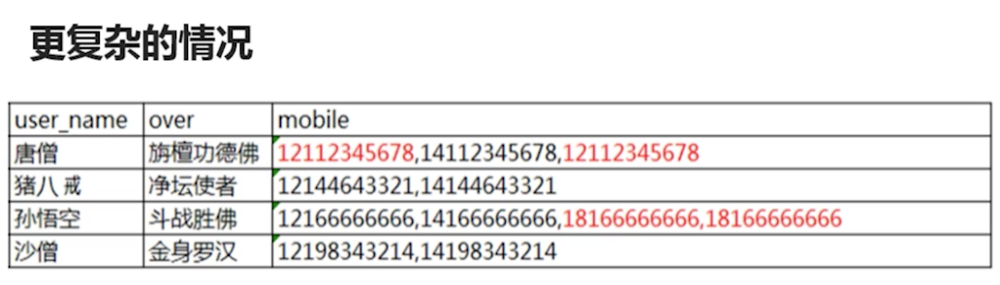 更复杂的情况
user_name over mobile
唐僧 旃檀功德佛 12112345678,14112345678,12112345678
猪八戒 净坛使者 12144643321,14144643321
孙悟空 斗战胜佛 12166666666,14166666666,18166666666,18166666666
沙僧 金身罗汉 12198343214,14198343214